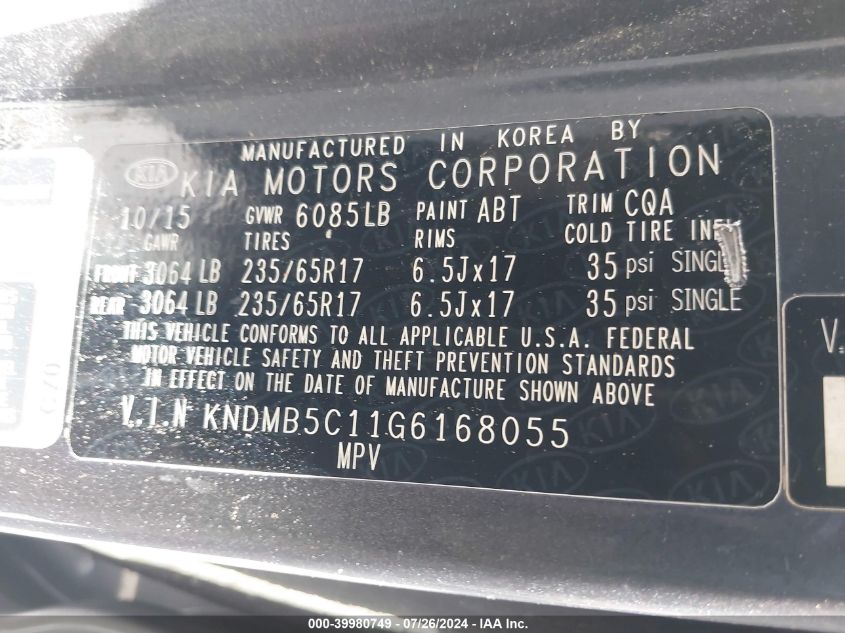 MANUFACTURED IN KOREA BY
KIA KIA MOTORS CORPORATION
10/15 GVWR 6085LB PAINT ABT TRIM CQA
GAWR TIRES RIMS COLD TIRE INF
FRONT 3064 LB 235/65R17 6.5Jx17 35 psi SINGLE
REAR 3064 LB 235/65R17 6.5Jx17 35 psi SINGLE
THIS VEHICLE CONFORMS TO ALL APPLICABLE U.S.A. FEDERAL
MOTOR VEHICLE SAFETY AND THEFT PREVENTION STANDARDS
IN EFFECT ON THE DATE OF MANUFACTURE SHOWN ABOVE
V.I.N KNDMB5C11G6168055
MPV
V.
000-39980749 - 07/26/2024 - IAA Inc.